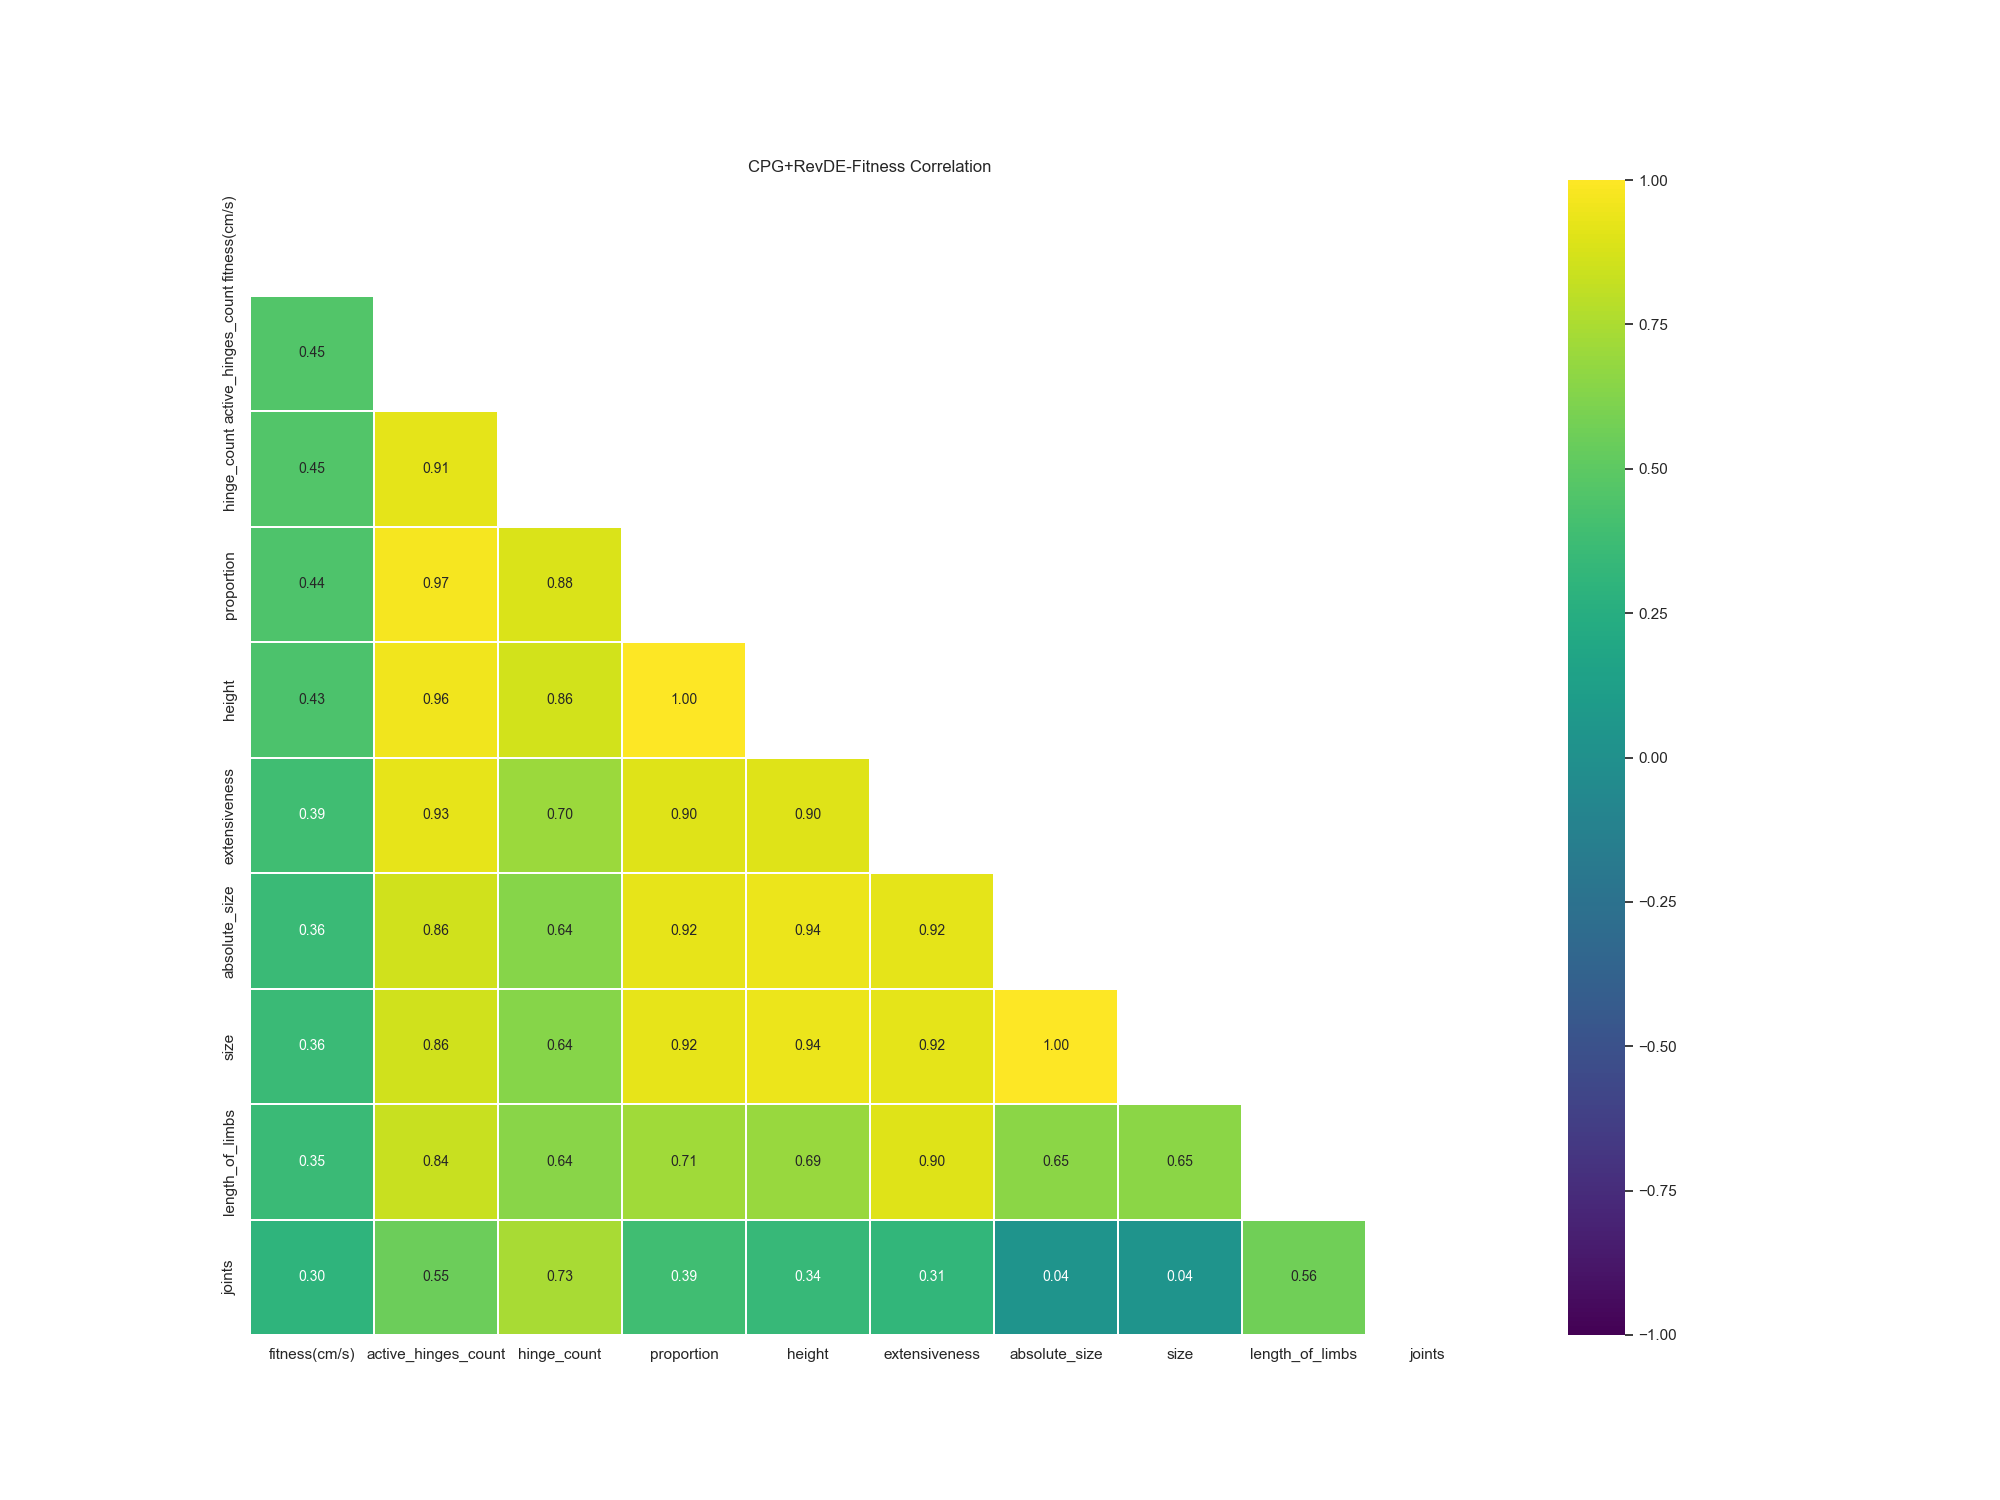 CPG+RevDE-Fitness Correlation
fitness(cm/s)
active_hinges_count
0.45
hinge_count
0.45 0.91
proportion
0.44 0.97 0.88
height
0.43 0.96 0.86 1.00
extensiveness
0.39 0.93 0.70 0.90 0.90
absolute_size
0.36 0.86 0.64 0.92 0.94 0.92
size
0.36 0.86 0.64 0.92 0.94 0.92 1.00
length_of_limbs
0.35 0.84 0.64 0.71 0.69 0.90 0.65 0.65
joints
0.30 0.55 0.73 0.39 0.34 0.31 0.04 0.04 0.56
fitness(cm/s) active_hinges_count hinge_count proportion height extensiveness absolute_size size length_of_limbs joints
1.00
0.75
0.50
0.25
0.00
−0.25
−0.50
−0.75
−1.00